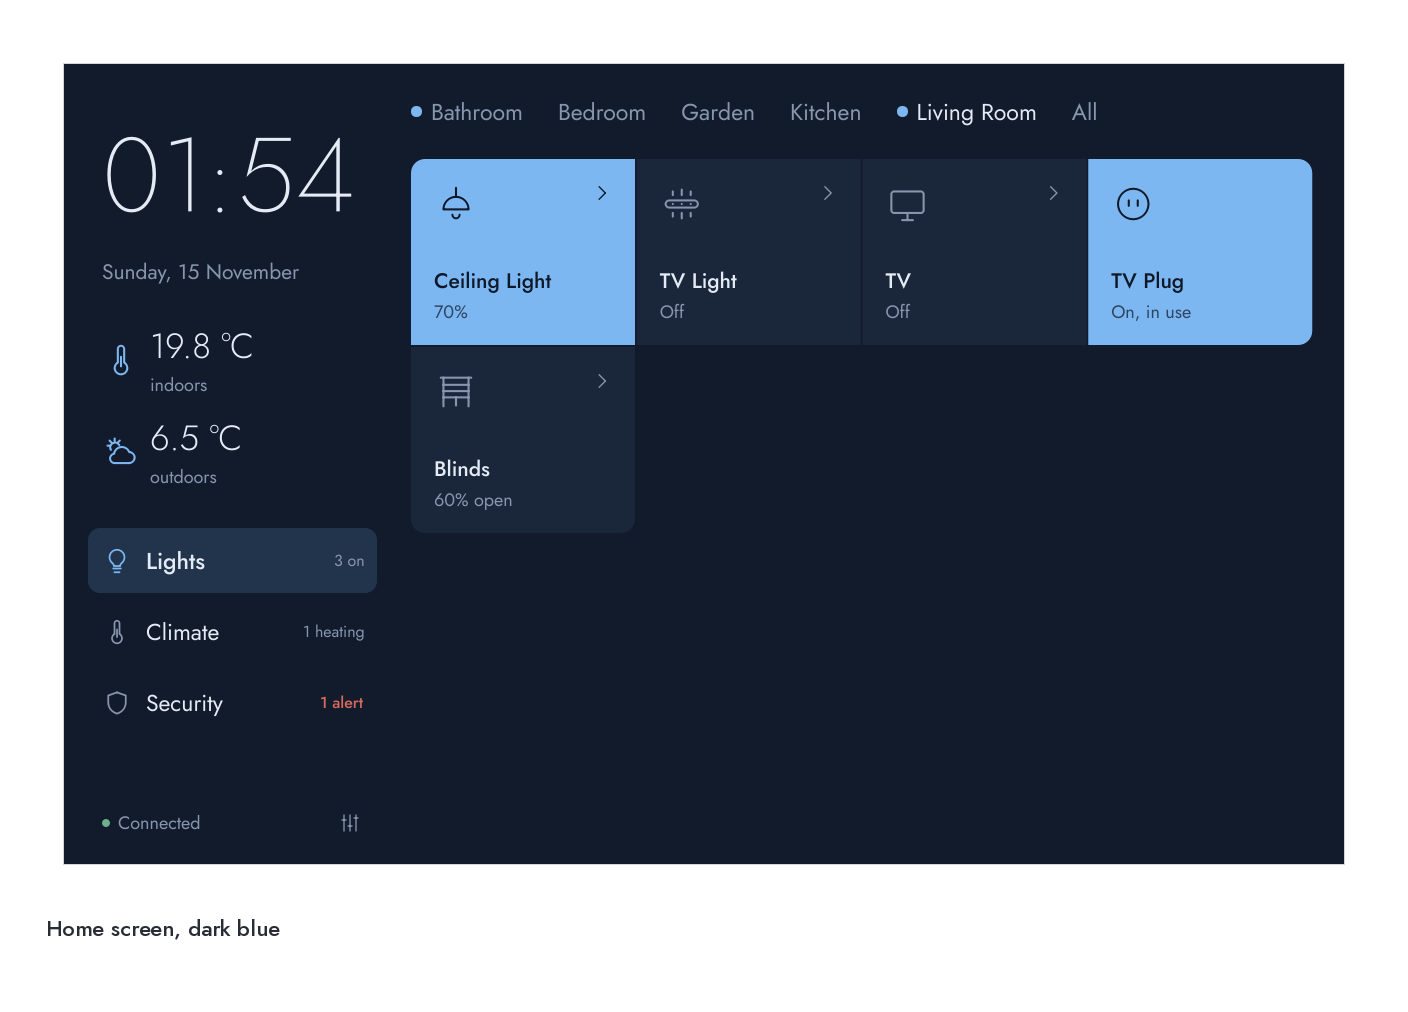 01:54
Sunday, 15 November
19.8 °C
indoors
6.5 °C
outdoors
Lights 3 on
Climate 1 heating
Security 1 alert
Connected
Bathroom Bedroom Garden Kitchen Living Room All
Ceiling Light
70%
TV Light
Off
TV
Off
TV Plug
On, in use
Blinds
60% open
Home screen, dark blue